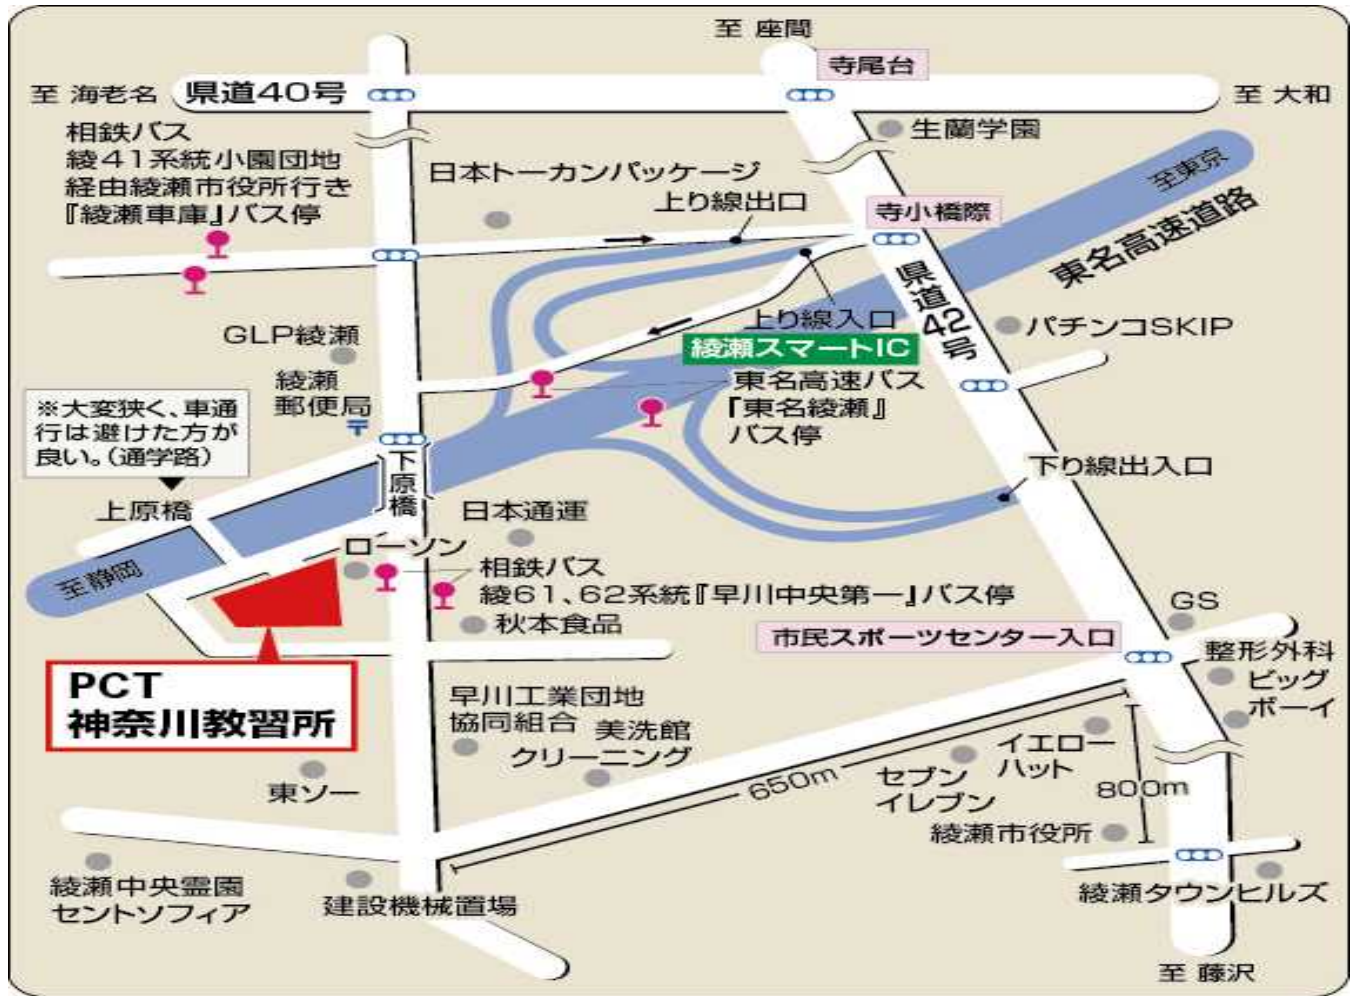 至 座間
寺尾台
至 海老名
県道40号
至 大和
相鉄バス
綾41系統小園団地
経由綾瀬市役所行き
『綾瀬車庫』バス停
生蘭学園
日本トーカンパッケージ
上り線出口
至東京
東名高速道路
寺小橋際
県道42号
上り線入口
綾瀬スマートIC
パチンコSKIP
GLP綾瀬
綾瀬
郵便局
〒
東名高速バス
『東名綾瀬』
バス停
※大変狭く、車通
行は避けた方が
良い。(通学路)
上原橋
下原橋
下り線出入口
日本通運
ローソン
至静岡
相鉄バス
綾61、62系統『早川中央第一』バス停
秋本食品
GS
市民スポーツセンター入口
整形外科
ビッグ
ボーイ
PCT
神奈川教習所
早川工業団地
協同組合
美洗館
クリーニング
イエロー
ハット
セブン
イレブン
650m
800m
東ソー
綾瀬市役所
綾瀬中央霊園
セントソフィア
建設機械置場
綾瀬タウンヒルズ
至 藤沢